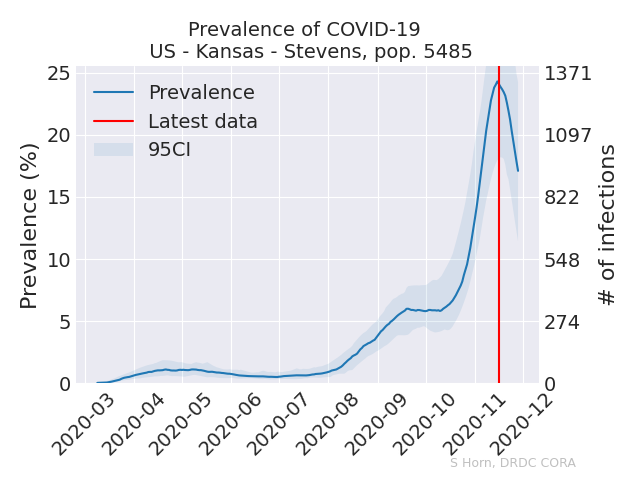 Prevalence of COVID-19
US - Kansas - Stevens, pop. 5485
Prevalence
Latest data
95CI
Prevalence (%)
25
20
15
10
5
0
1371
1097
822
548
274
0
# of infections
2020-03
2020-04
2020-05
2020-06
2020-07
2020-08
2020-09
2020-10
2020-11
2020-12
S Horn, DRDC CORA